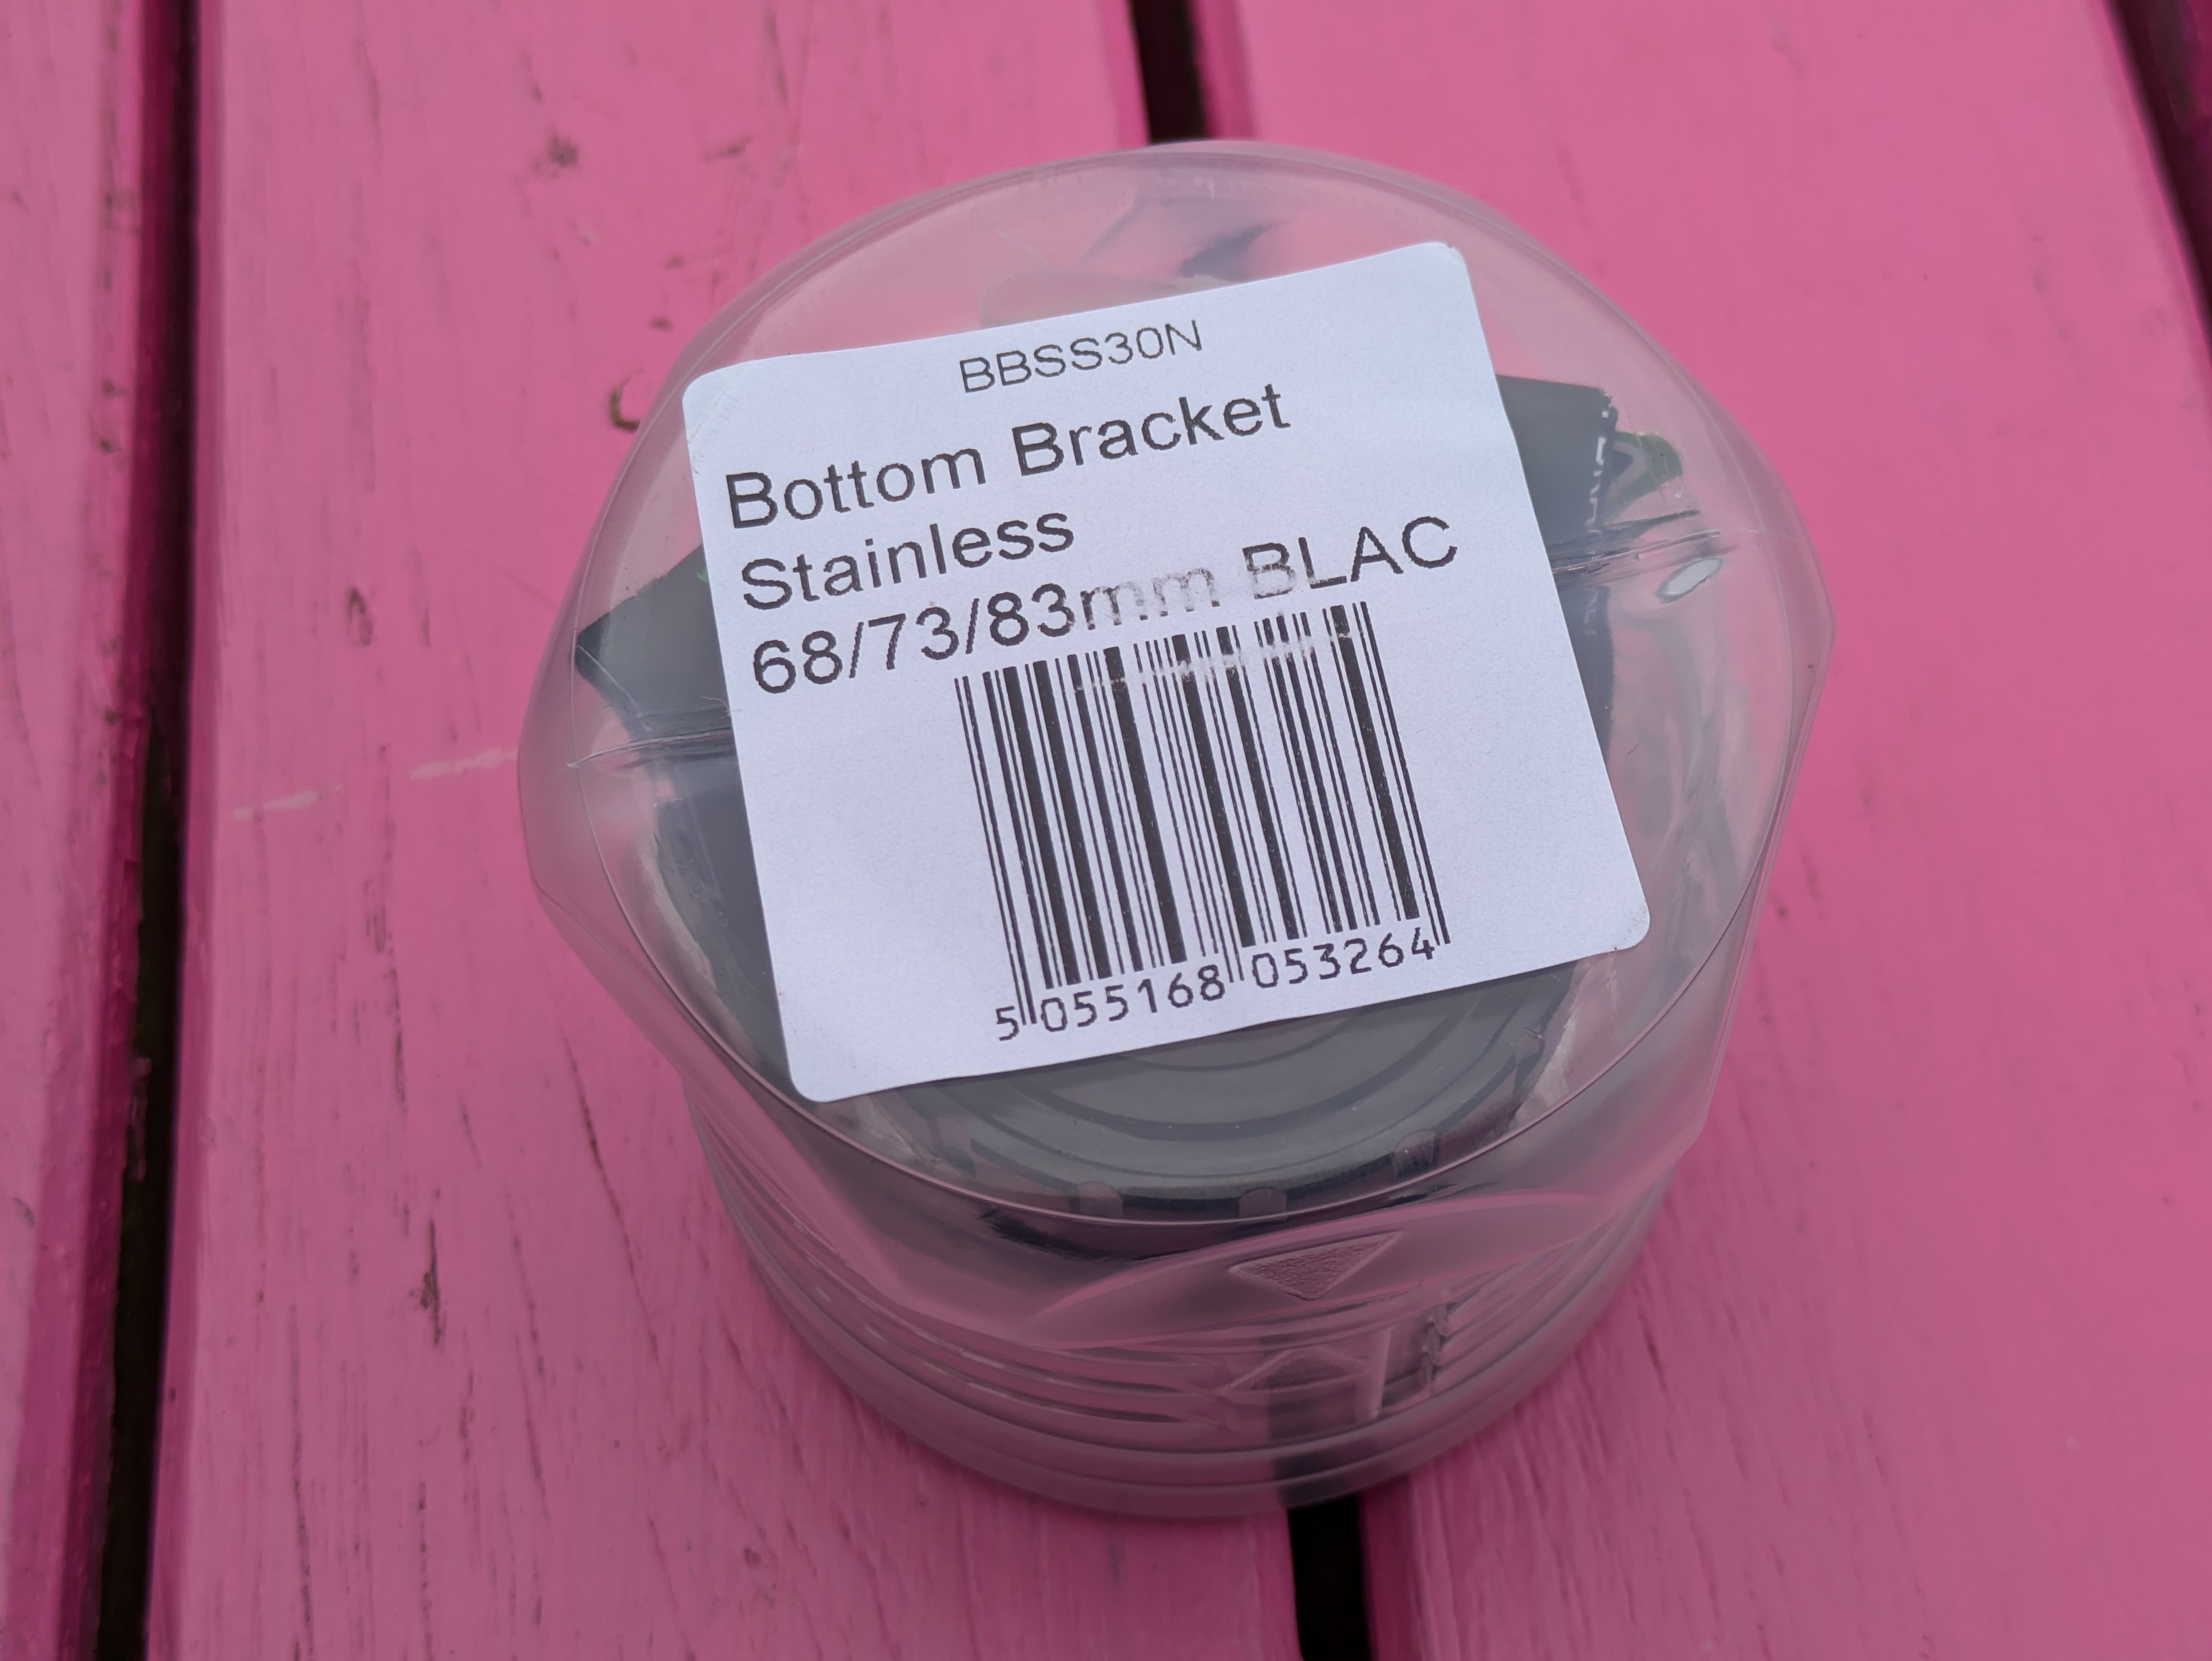 BBSS30N
Bottom Bracket
Stainless
68/73/83mm BLAC
5 055168 053264